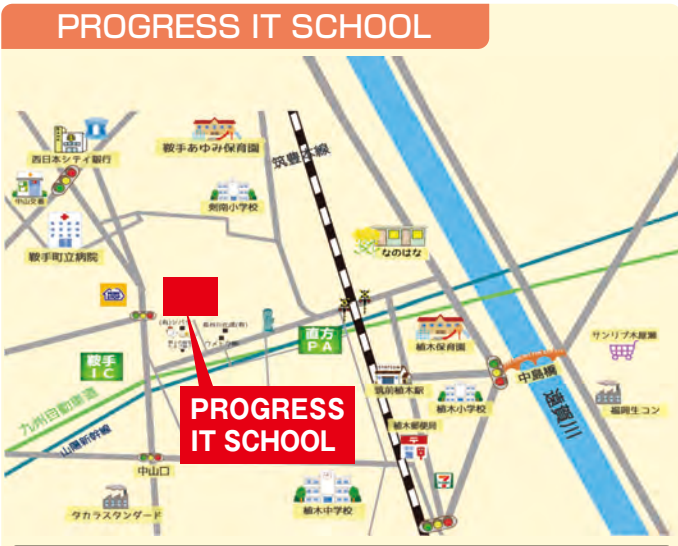 PROGRESS IT SCHOOL
西日本シティ銀行
鞍手あゆみ保育園
筑豊本線
中山交番
剣南小学校
鞍手町立病院
なのはな
直方
PA
植木保育園
サンリブ木屋瀬
鞍手
IC
筑前植木駅
中島橋
九州自動車道
PROGRESS
IT SCHOOL
植木小学校
遠賀川
福岡生コン
山陽新幹線
植木郵便局
中山口
タカラスタンダード
植木中学校